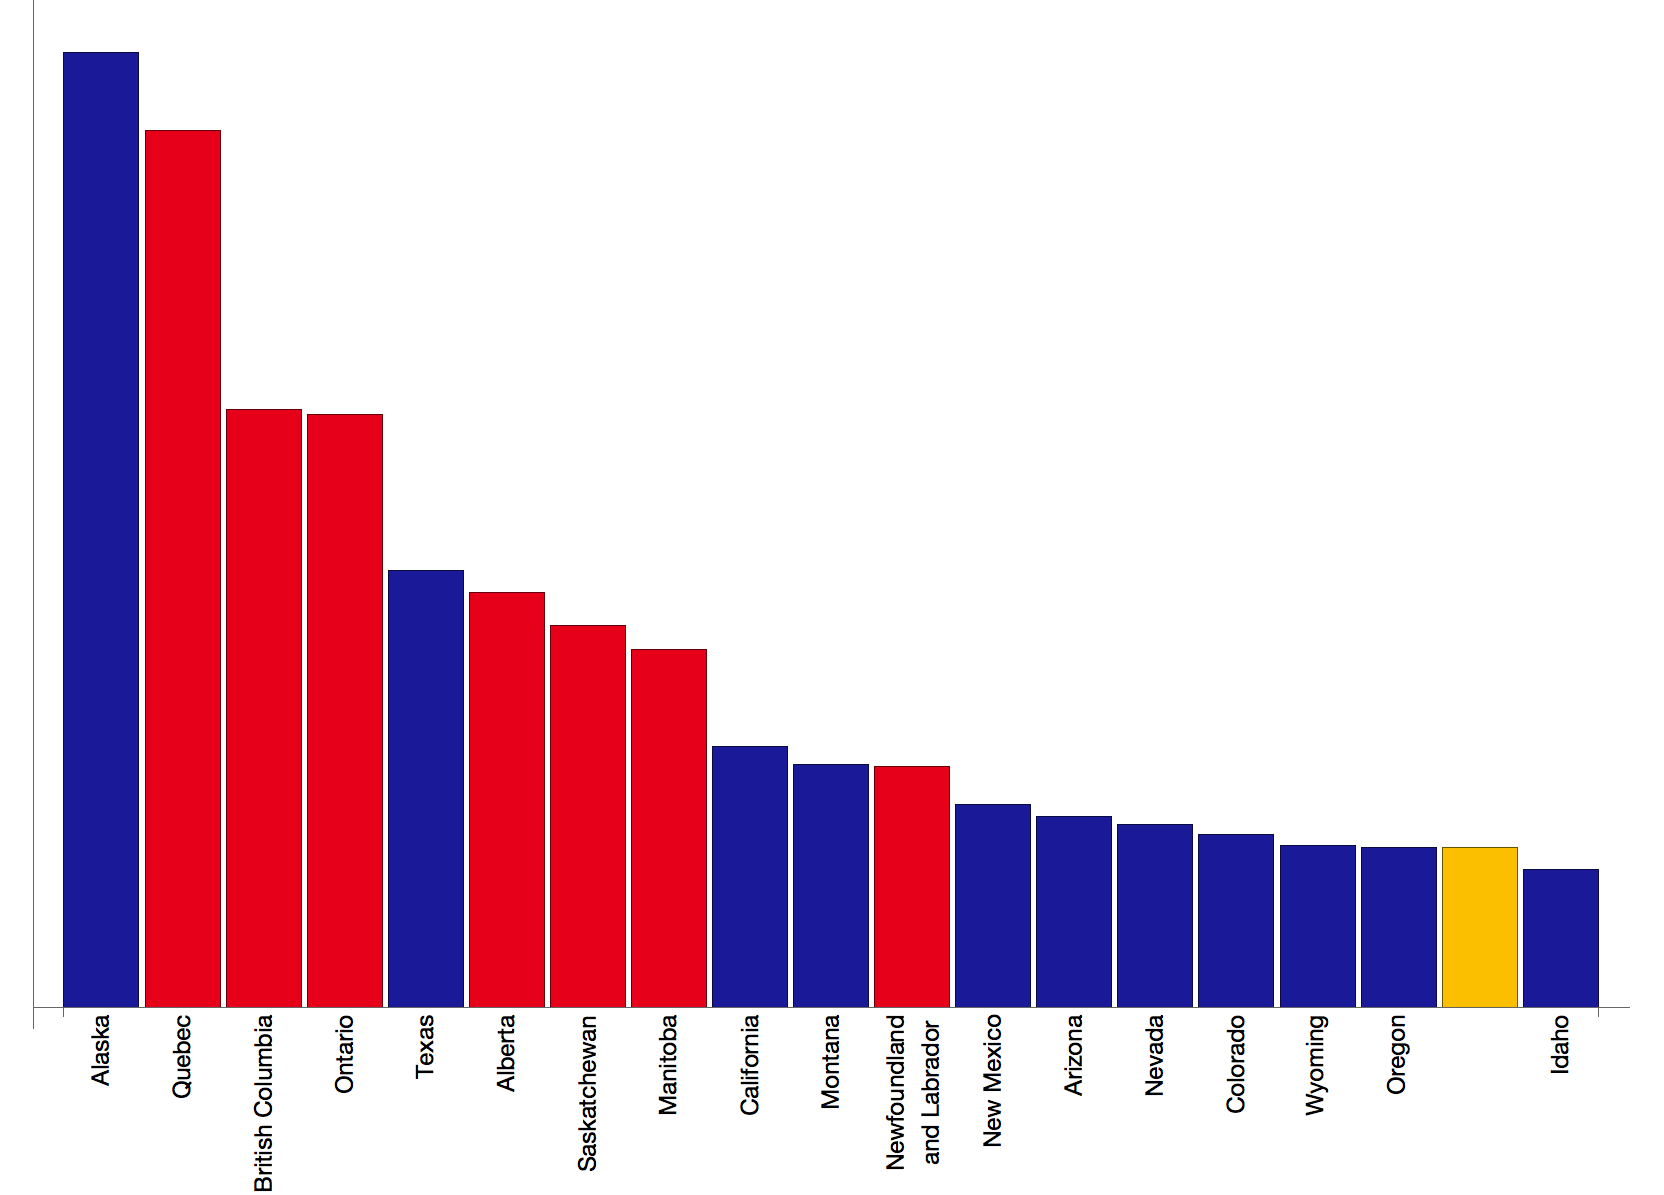 Alaska
Quebec
British Columbia
Ontario
Texas
Alberta
Saskatchewan
Manitoba
California
Montana
Newfoundland
and Labrador
New Mexico
Arizona
Nevada
Colorado
Wyoming
Oregon
Idaho